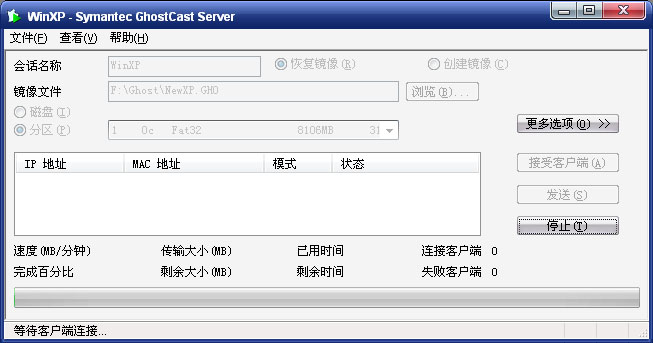 WinXP - Symantec GhostCast Server
文件(F) 查看(V) 帮助(H)
会话名称 WinXP 恢复镜像(R) 创建镜像(C)
镜像文件 F:\Ghost\NewXP.GHO 浏览(B)...
磁盘(I)
分区(P) 1 Oc Fat32 8106MB 31
更多选项(O) >>
IP 地址 MAC 地址 模式 状态
接受客户端(A)
发送(S)
停止(T)
速度(MB/分钟) 传输大小(MB) 已用时间 连接客户端 0
完成百分比 剩余大小(MB) 剩余时间 失败客户端 0
等待客户端连接...